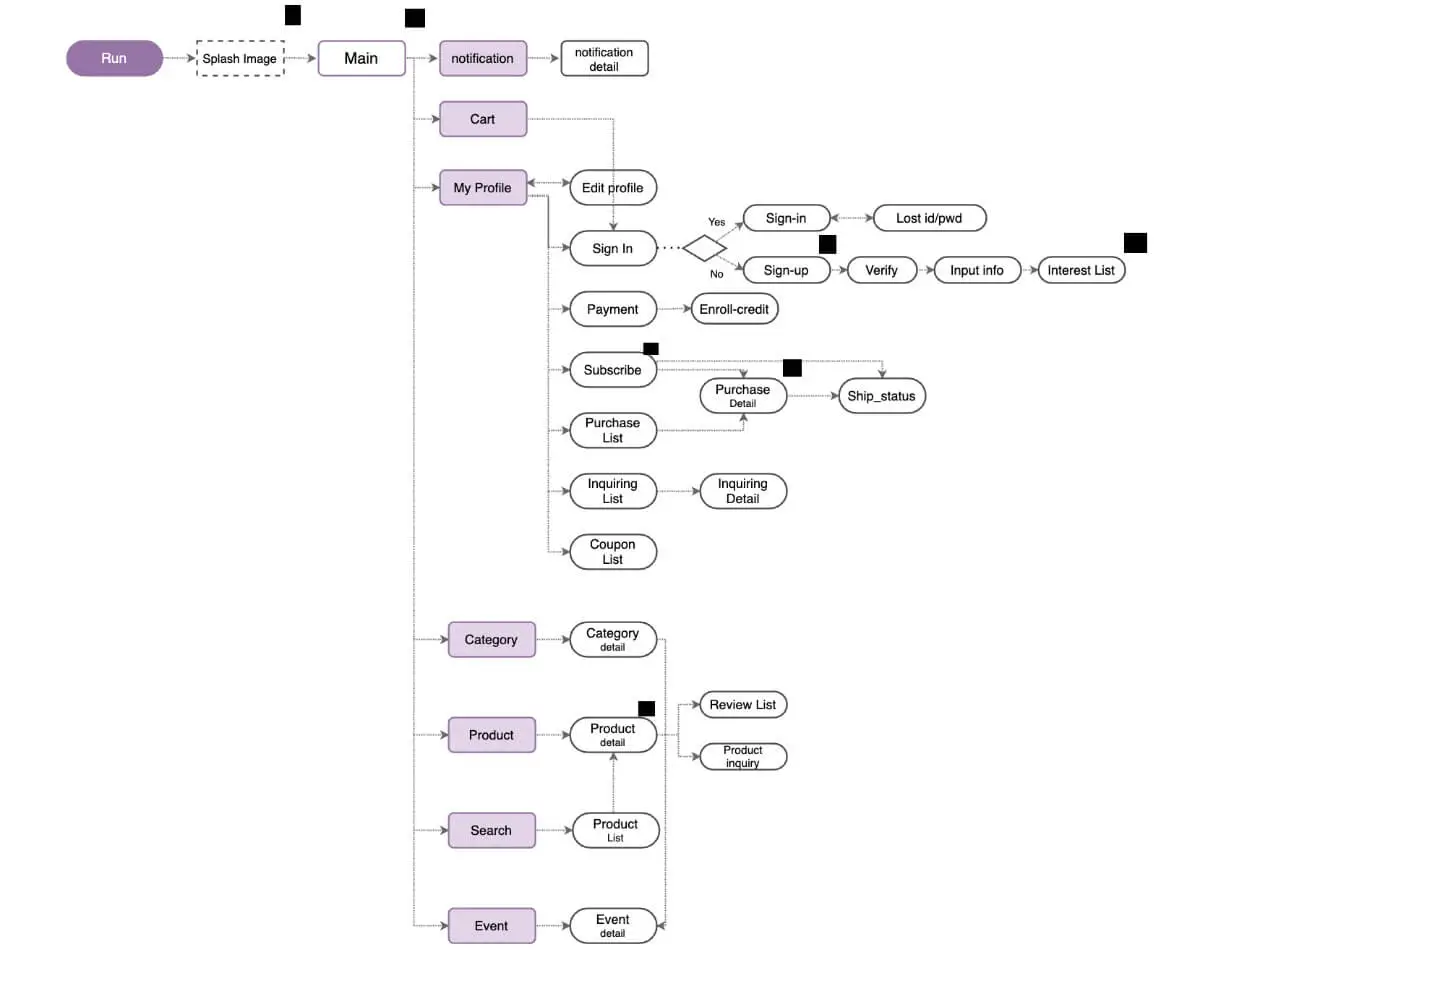 Run
Splash Image
Main
notification
notification
detail
Cart
My Profile
Edit profile
Sign In
Yes
No
Sign-in
Lost id/pwd
Sign-up
Verify
Input info
Interest List
Payment
Enroll-credit
Subscribe
Purchase
Detail
Ship_status
Purchase
List
Inquiring
List
Inquiring
Detail
Coupon
List
Category
Category
detail
Product
Product
detail
Review List
Product
inquiry
Search
Product
List
Event
Event
detail